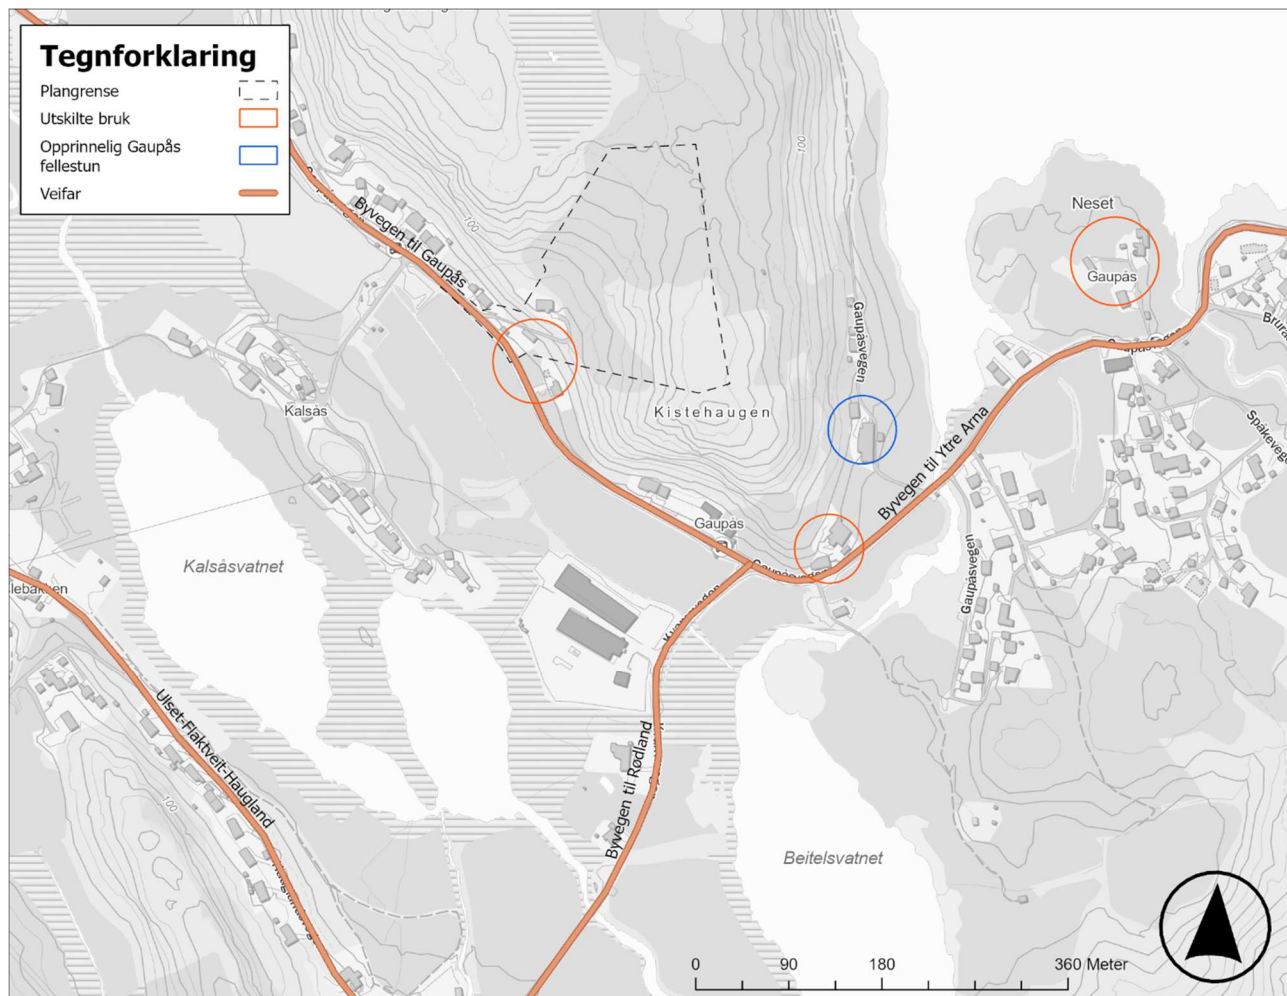 Tegnforklaring
Plangrense
Utskilte bruk
Opprinnelig Gaupås
fellestun
Veifar
100
Neset
Byvegen til Gaupås
100
Gaupås
Gaupåsvegen
Gaupåsvegen
Kalsås
Kistehaugen
Byvegen til Ytre Arna
Spåkevegen
Gaupås
Gaupåsvegen
Gaupåsvegen
Kalsåsvatnet
Ulset-Flaktveit-Haugland
100
Byvegen til Rødland
Beitelsvatnet
0 90 180 360 Meter